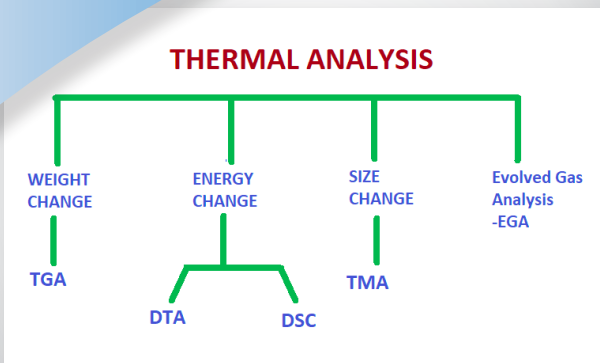 THERMAL ANALYSIS
WEIGHT
CHANGE
ENERGY
CHANGE
SIZE
CHANGE
Evolved Gas
Analysis
-EGA
TGA
DTA
DSC
TMA